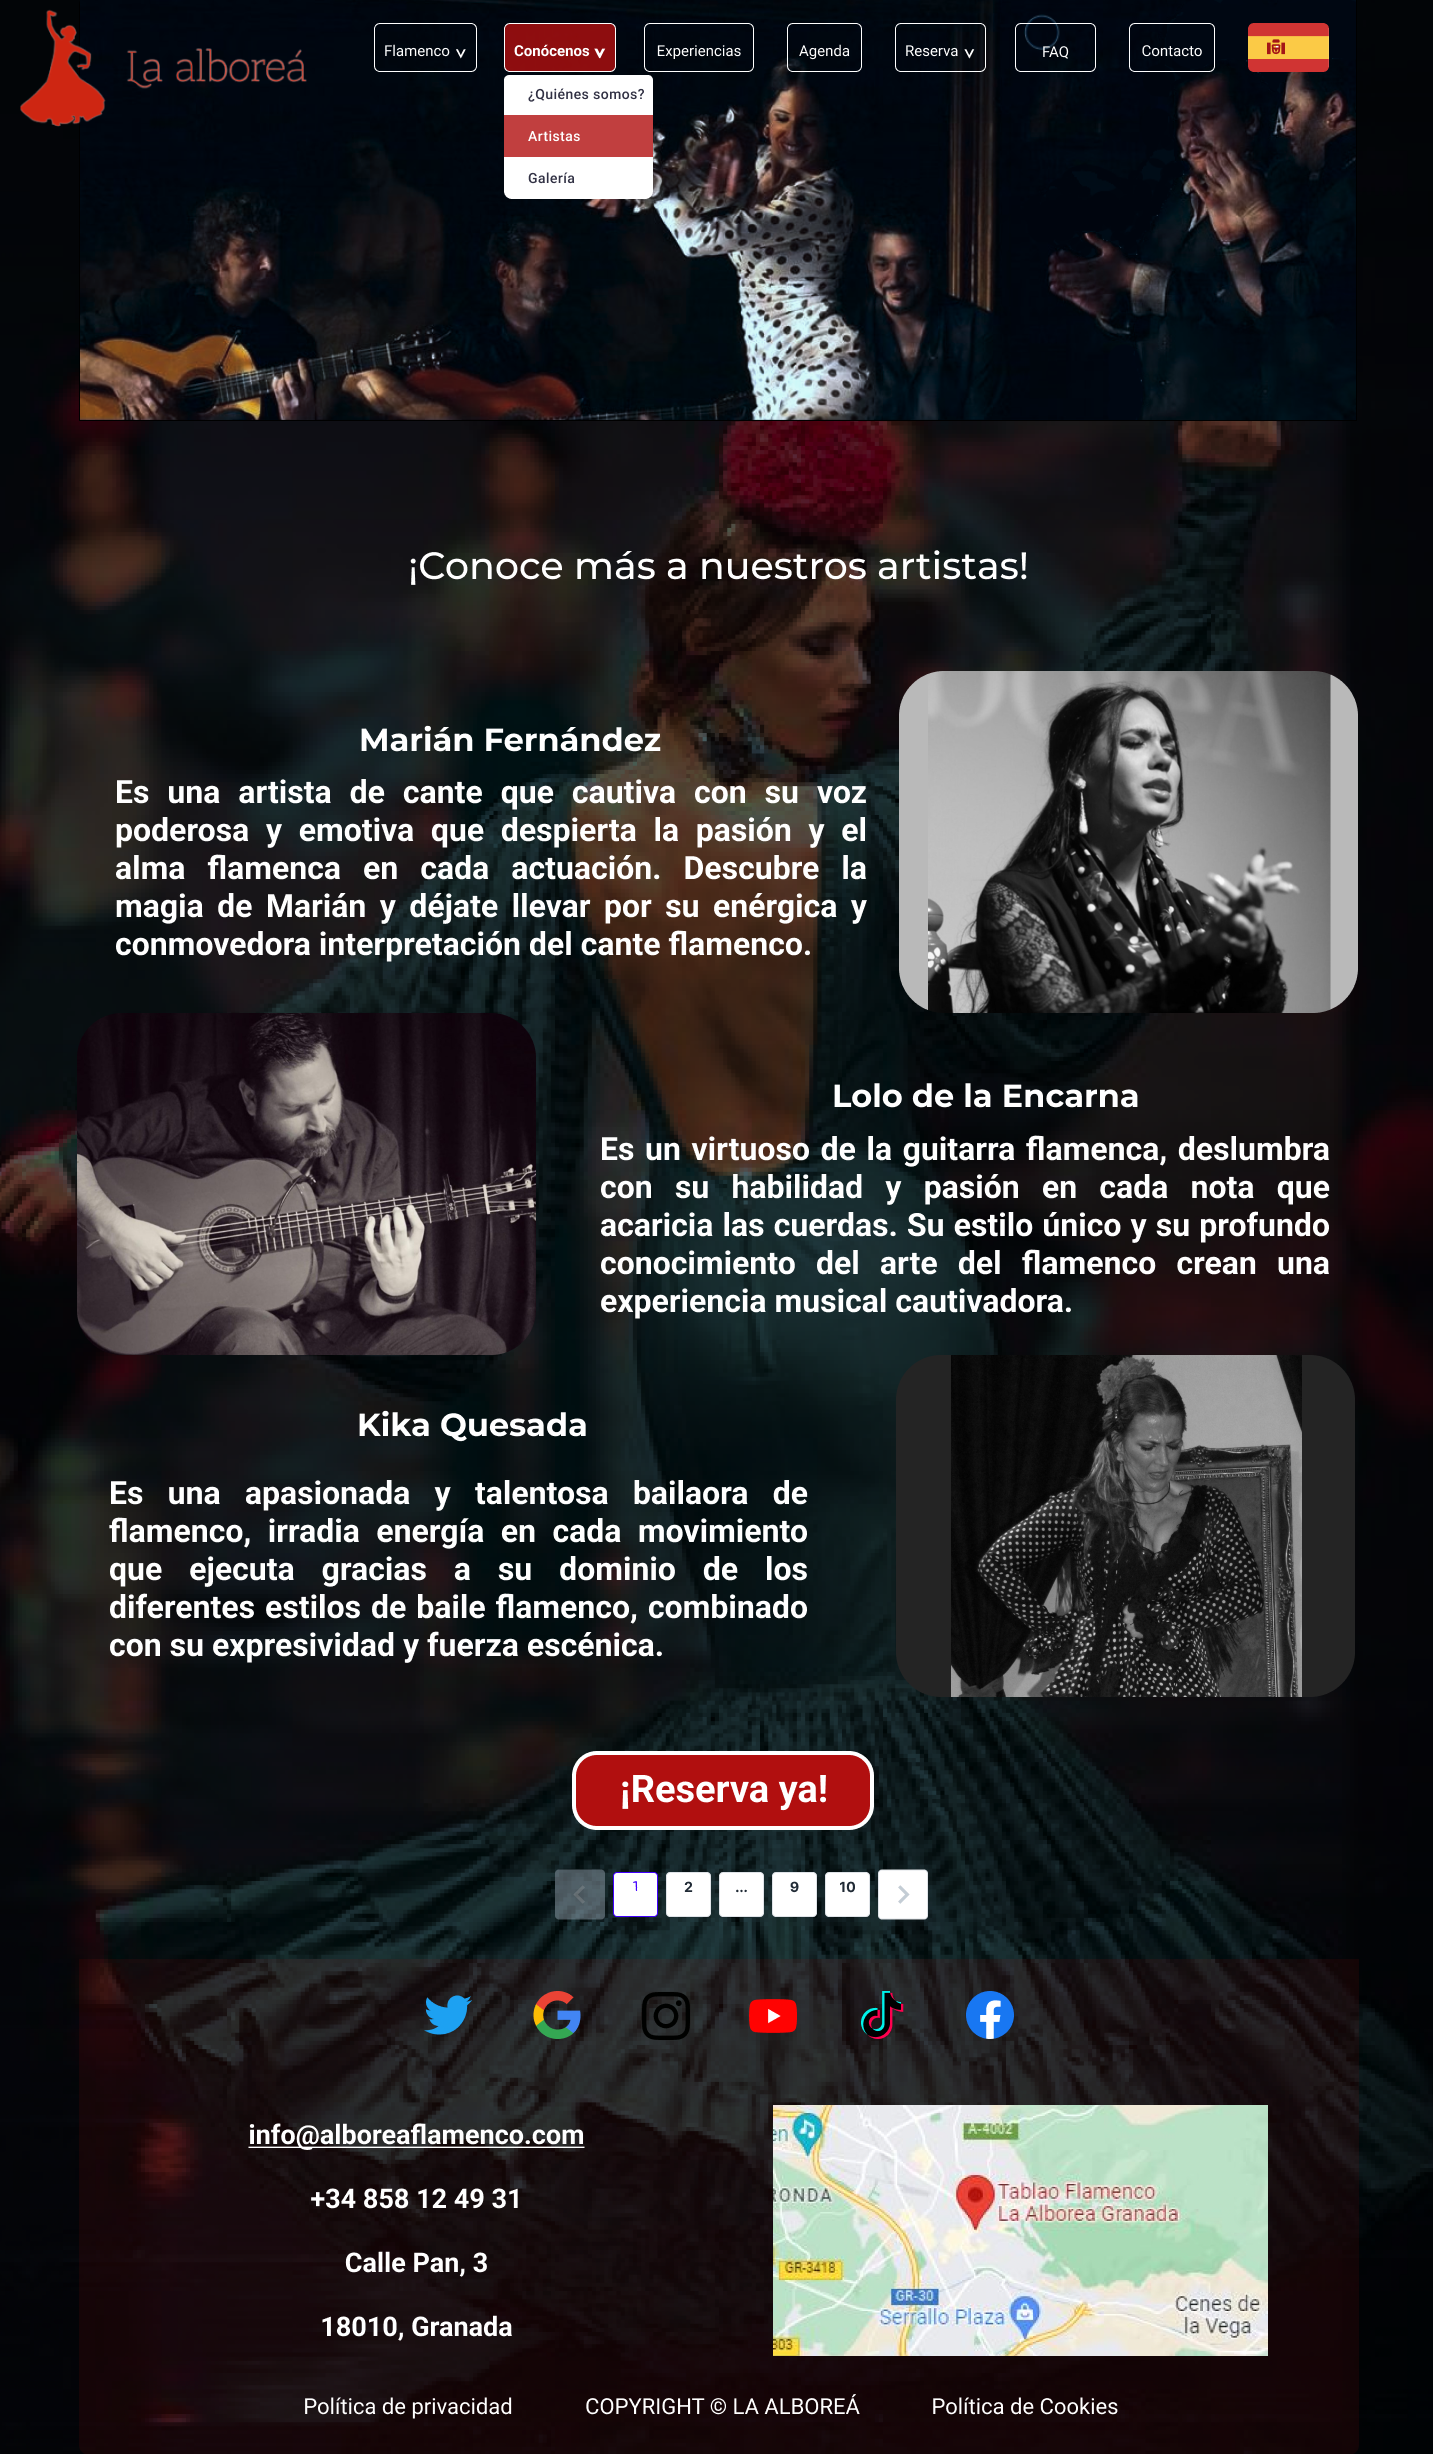 La alboreá
Flamenco
Conócenos
Experiencias
Agenda
Reserva
FAQ
Contacto
¿Quiénes somos?
Artistas
Galería
¡Conoce más a nuestros artistas!
Marián Fernández
Es una artista de cante que cautiva con su voz
poderosa y emotiva que despierta la pasión y el
alma flamenca en cada actuación. Descubre la
magia de Marián y déjate llevar por su enérgica y
conmovedora interpretación del cante flamenco.
Lolo de la Encarna
Es un virtuoso de la guitarra flamenca, deslumbra
con su habilidad y pasión en cada nota que
acaricia las cuerdas. Su estilo único y su profundo
conocimiento del arte del flamenco crean una
experiencia musical cautivadora.
Kika Quesada
Es una apasionada y talentosa bailaora de
flamenco, irradia energía en cada movimiento
que ejecuta gracias a su dominio de los
diferentes estilos de baile flamenco, combinado
con su expresividad y fuerza escénica.
¡Reserva ya!
1
2
...
9
10
info@alboreaflamenco.com
+34 858 12 49 31
Calle Pan, 3
18010, Granada
en
A-4002
RONDA
Tablao Flamenco
La Alborea Granada
GR-3418
GR-30
Serrallo Plaza
Cenes de
la Vega
803
Política de privacidad
COPYRIGHT © LA ALBOREÁ
Política de Cookies